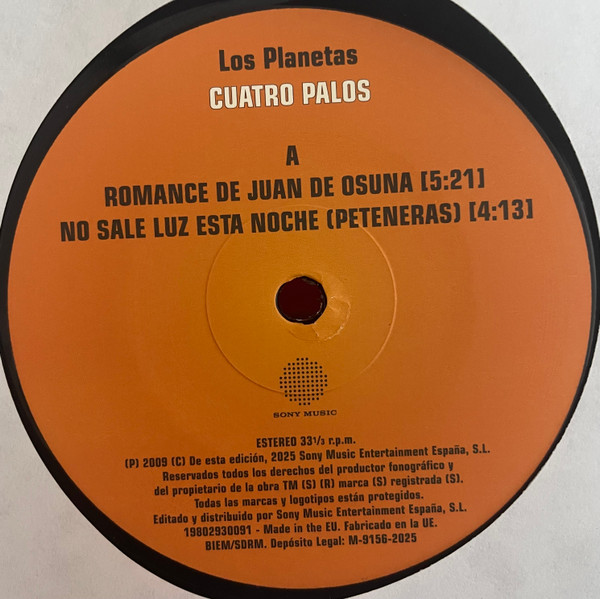 Los Planetas
CUATRO PALOS
A
ROMANCE DE JUAN DE OSUNA [5:21]
NO SALE LUZ ESTA NOCHE (PETENERAS) [4:13]
SONY MUSIC
ESTEREO 33⅓ r.p.m.
(P) 2009 (C) De esta edición, 2025 Sony Music Entertainment España, S.L.
Reservados todos los derechos del productor fonográfico y
del propietario de la obra TM (S) (R) marca (S) registrada (S).
Todas las marcas y logotipos están protegidos.
Editado y distribuido por Sony Music Entertainment España, S.L.
19802930091 - Made in the EU. Fabricado en la UE.
BIEM/SDRM. Depósito Legal: M-9156-2025